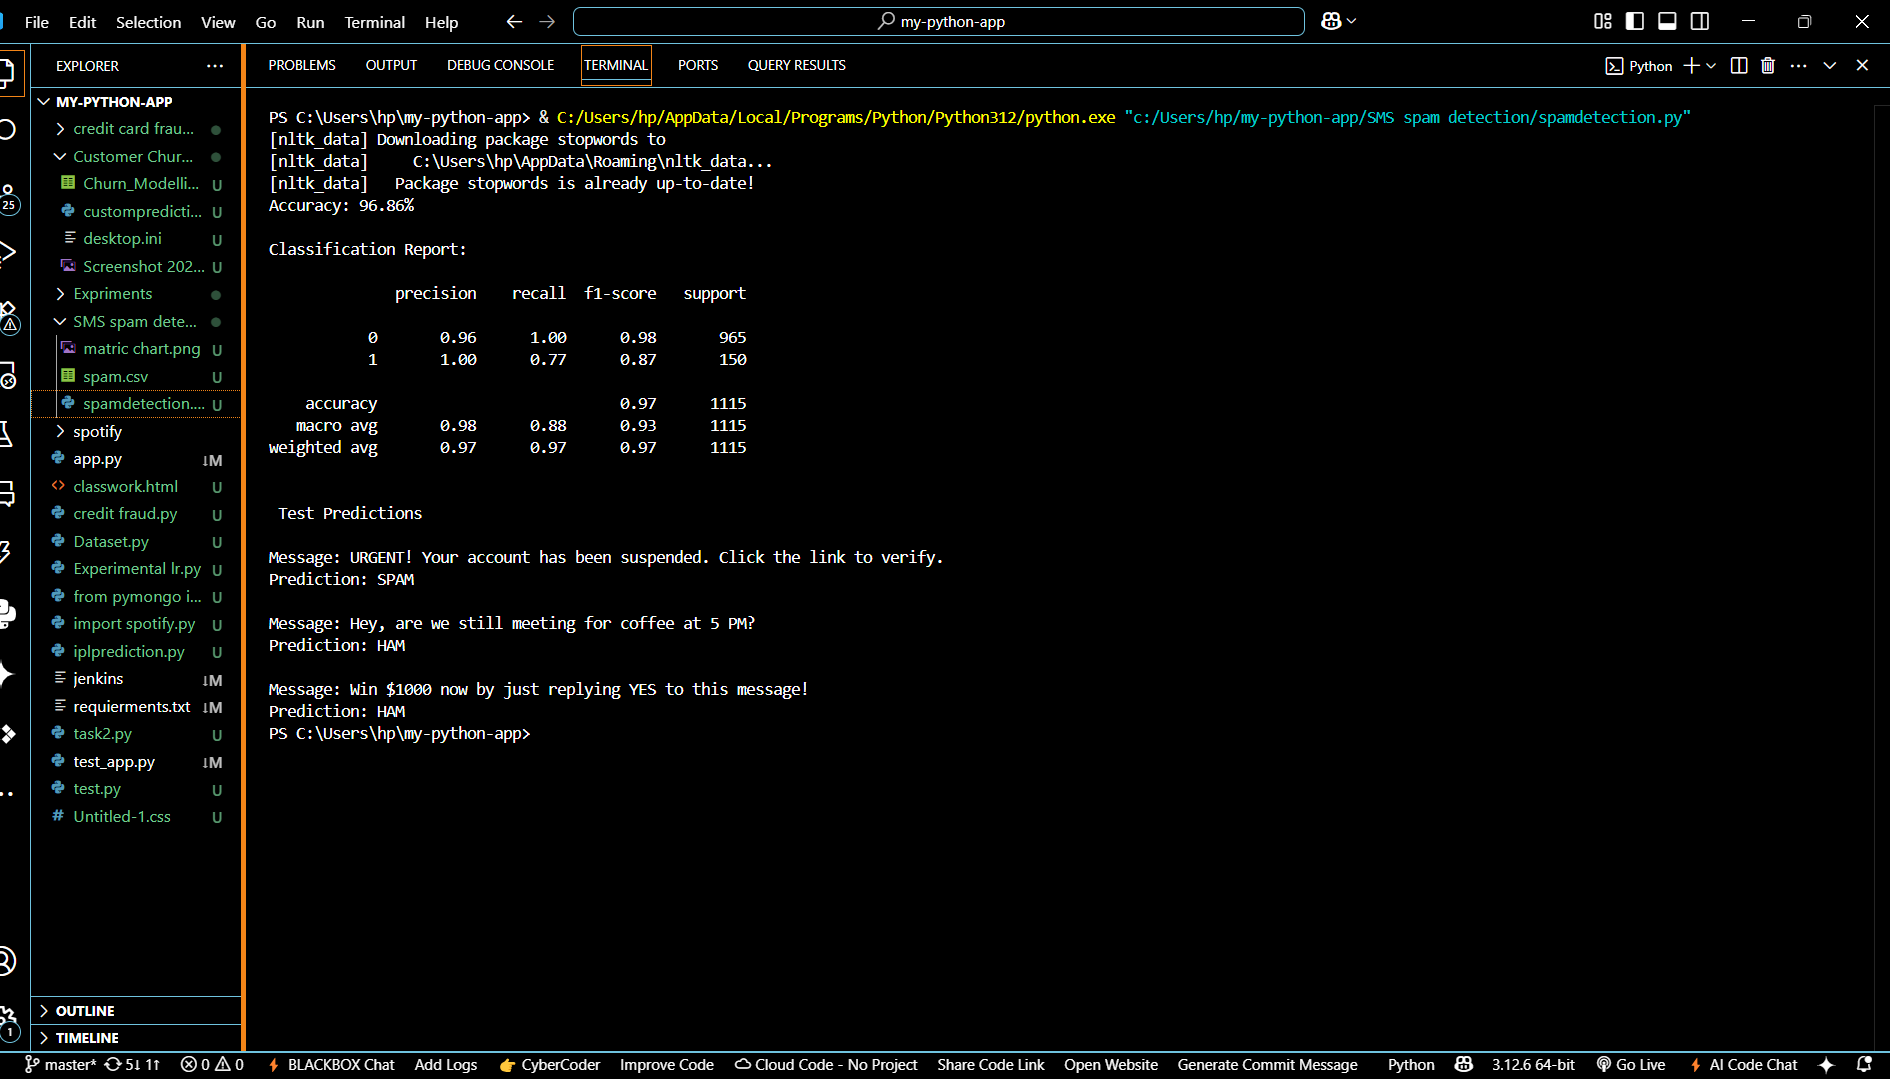 File Edit Selection View Go Run Terminal Help
my-python-app
EXPLORER
PROBLEMS OUTPUT DEBUG CONSOLE TERMINAL PORTS QUERY RESULTS
Python
MY-PYTHON-APP
credit card frau...
Customer Chur...
Churn_Modelli... U
custompredicti... U
desktop.ini U
Screenshot 202... U
Expriments
SMS spam dete...
matric chart.png U
spam.csv U
spamdetection.... U
spotify
app.py ↓M
classwork.html U
credit fraud.py U
Dataset.py U
Experimental lr.py U
from pymongo i... U
import spotify.py U
iplprediction.py U
jenkins ↓M
requierments.txt ↓M
task2.py U
test_app.py ↓M
test.py U
# Untitled-1.css U
OUTLINE
TIMELINE
25
1
PS C:\Users\hp\my-python-app> & C:/Users/hp/AppData/Local/Programs/Python/Python312/python.exe "c:/Users/hp/my-python-app/SMS spam detection/spamdetection.py"
[nltk_data] Downloading package stopwords to
[nltk_data]     C:\Users\hp\AppData\Roaming\nltk_data...
[nltk_data]   Package stopwords is already up-to-date!
Accuracy: 96.86%
Classification Report:
precision recall f1-score support
0 0.96 1.00 0.98 965
1 1.00 0.77 0.87 150
accuracy 0.97 1115
macro avg 0.98 0.88 0.93 1115
weighted avg 0.97 0.97 0.97 1115
Test Predictions
Message: URGENT! Your account has been suspended. Click the link to verify.
Prediction: SPAM
Message: Hey, are we still meeting for coffee at 5 PM?
Prediction: HAM
Message: Win $1000 now by just replying YES to this message!
Prediction: HAM
PS C:\Users\hp\my-python-app>
master* 5↓ 1↑ 0 0 BLACKBOX Chat Add Logs CyberCoder Improve Code Cloud Code - No Project Share Code Link Open Website Generate Commit Message Python 3.12.6 64-bit Go Live AI Code Chat